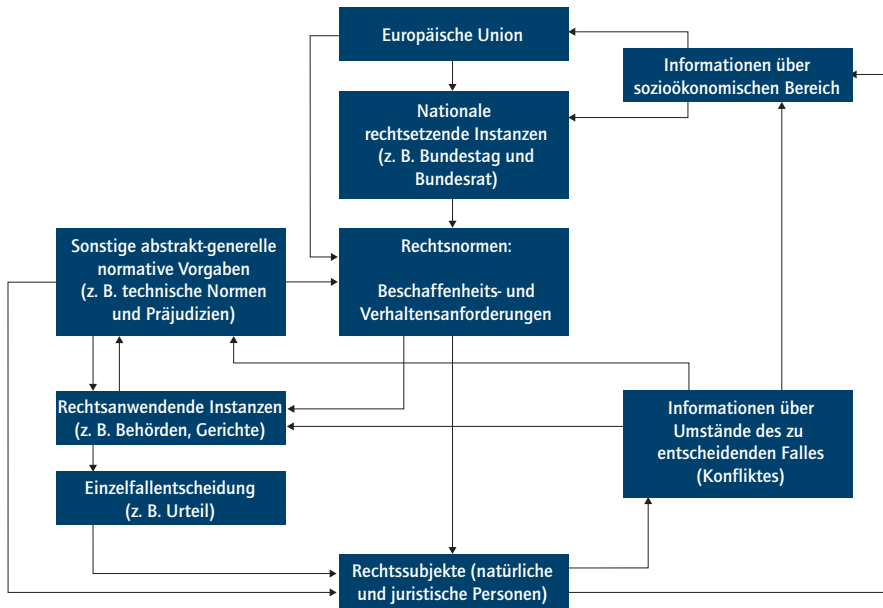 Europäische Union
Informationen über
sozioökonomischen Bereich
Nationale
rechtsetzende Instanzen
(z. B. Bundestag und
Bundesrat)
Sonstige abstrakt-generelle
normative Vorgaben
(z. B. technische Normen
und Präjudizien)
Rechtsnormen:
Beschaffenheits- und
Verhaltensanforderungen
Rechtsanwendende Instanzen
(z. B. Behörden, Gerichte)
Informationen über
Umstände des zu
entscheidenden Falles
(Konfliktes)
Einzelfallentscheidung
(z. B. Urteil)
Rechtssubjekte (natürliche
und juristische Personen)